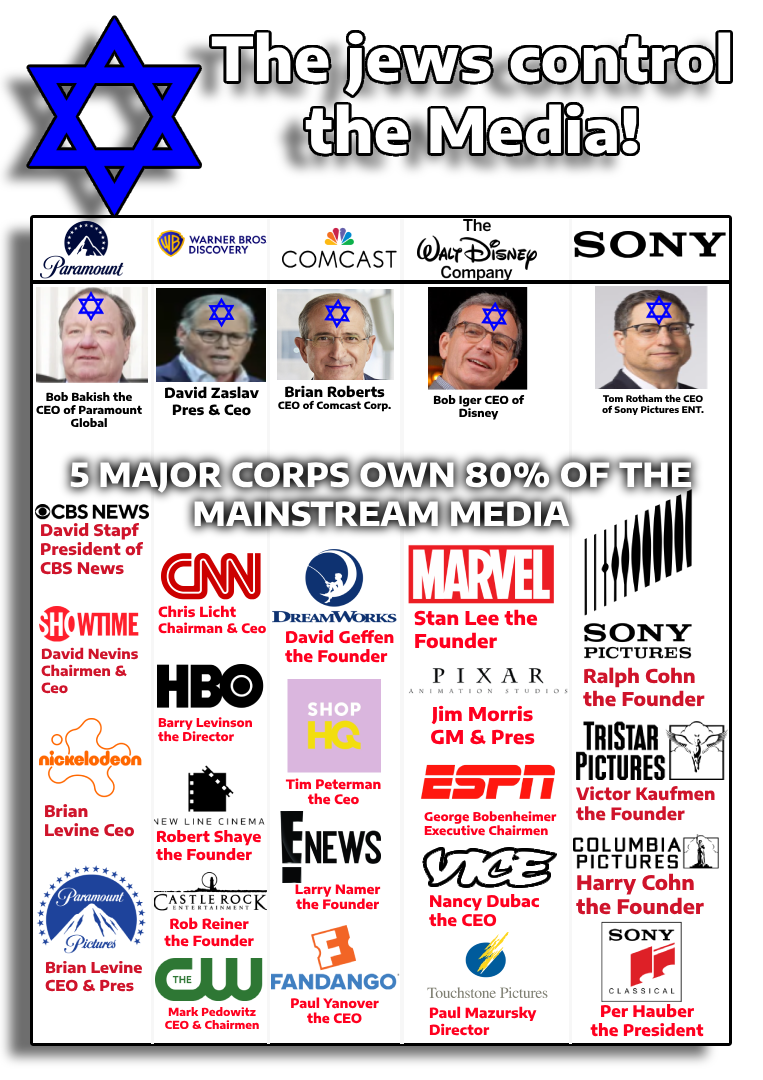 The jews control
the Media!
Paramount
WB WARNER BROS
DISCOVERY
COMCAST
The
WALT DISNEY
Company
SONY
Bob Bakish the
CEO of Paramount
Global
David Zaslav
Pres & Ceo
Brian Roberts
CEO of Comcast Corp.
Bob Iger CEO of
Disney
Tom Rotham the CEO
of Sony Pictures ENT.
5 MAJOR CORPS OWN 80% OF THE
MAINSTREAM MEDIA
CBS NEWS
David Stapf
President of
CBS News
SHOWTIME
David Nevins
Chairmen &
Ceo
nickelodeon
Brian
Levine Ceo
Paramount
Pictures
Brian Levine
CEO & Pres
CNN
Chris Licht
Chairman & Ceo
HBO
Barry Levinson
the Director
NEW LINE CINEMA
Robert Shaye
the Founder
CASTLE ROCK
ENTERTAINMENT
Rob Reiner
the Founder
THE CW
Mark Pedowitz
CEO & Chairmen
DREAMWORKS
David Geffen
the Founder
SHOP
HQ
Tim Peterman
the Ceo
E! NEWS
Larry Namer
the Founder
F
FANDANGO
Paul Yanover
the CEO
MARVEL
Stan Lee the
Founder
PIXAR
ANIMATION STUDIOS
Jim Morris
GM & Pres
ESPN
George Bobenheimer
Executive Chairmen
VICE
Nancy Dubac
the CEO
Touchstone Pictures
Paul Mazursky
Director
SONY
PICTURES
Ralph Cohn
the Founder
TRISTAR
PICTURES
Victor Kaufmen
the Founder
COLUMBIA
PICTURES
Harry Cohn
the Founder
SONY
CLASSICAL
Per Hauber
the President